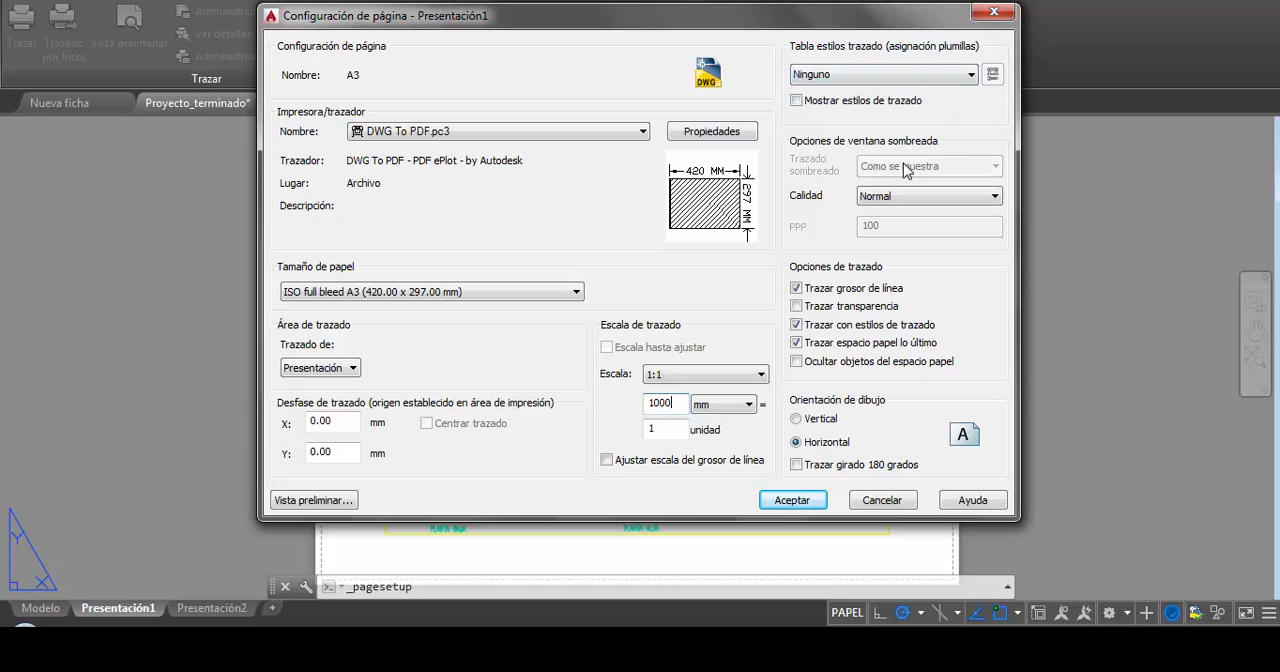 Trazar
Trazado
por lotes
Vista preliminar
Administra
Ver detalles
Administra
Trazar
Nueva ficha
Proyecto_terminado*
Configuración de página - Presentación1
Configuración de página
Nombre: A3
DWG
Impresora/trazador
Nombre: DWG To PDF.pc3
Propiedades
Trazador: DWG To PDF - PDF ePlot - by Autodesk
Lugar: Archivo
Descripción:
420 MM
297 MM
Tamaño de papel
ISO full bleed A3 (420.00 x 297.00 mm)
Área de trazado
Trazado de:
Presentación
Desfase de trazado (origen establecido en área de impresión)
X: 0.00 mm
Centrar trazado
Y: 0.00 mm
Escala de trazado
Escala hasta ajustar
Escala: 1:1
1000 mm =
1 unidad
Ajustar escala del grosor de línea
Tabla estilos trazado (asignación plumillas)
Ninguno
Mostrar estilos de trazado
Opciones de ventana sombreada
Trazado
sombreado
Como se muestra
Calidad Normal
PPP 100
Opciones de trazado
Trazar grosor de línea
Trazar transparencia
Trazar con estilos de trazado
Trazar espacio papel lo último
Ocultar objetos del espacio papel
Orientación de dibujo
Vertical
Horizontal
A
Trazar girado 180 grados
Vista preliminar...
Aceptar
Cancelar
Ayuda
PLANTA BAJA
PLANTA ALTA
Y
X
_pagesetup
Modelo
Presentación1
Presentación2
+
PAPEL